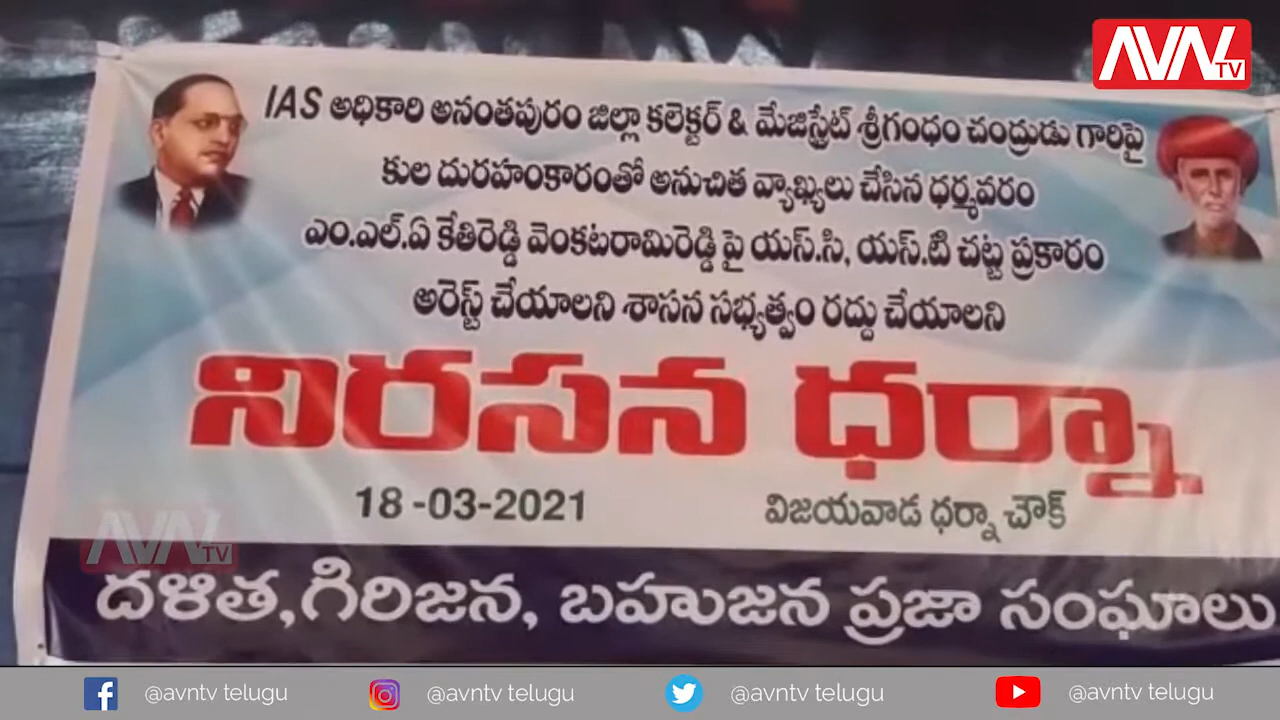 AVN TV
IAS అధికారి అనంతపురం జిల్లా కలెక్టర్ & మేజిస్ట్రేట్ శ్రీగంధం చంద్రుడు గారిపై
కుల దురహంకారంతో అనుచిత వ్యాఖ్యలు చేసిన ధర్మవరం
ఎం.ఎల్.ఏ కేతిరెడ్డి వెంకటరామిరెడ్డి పై యస్.సి, యస్.టి చట్ట ప్రకారం
అరెస్ట్ చేయాలని శాసన సభ్యత్వం రద్దు చేయాలని
నిరసన ధర్నా
18-03-2021 విజయవాడ ధర్నా చౌక్
AVN TV
దళిత,గిరిజన, బహుజన ప్రజా సంఘాలు
@avntv telugu @avntv telugu @avntv telugu @avntv telugu